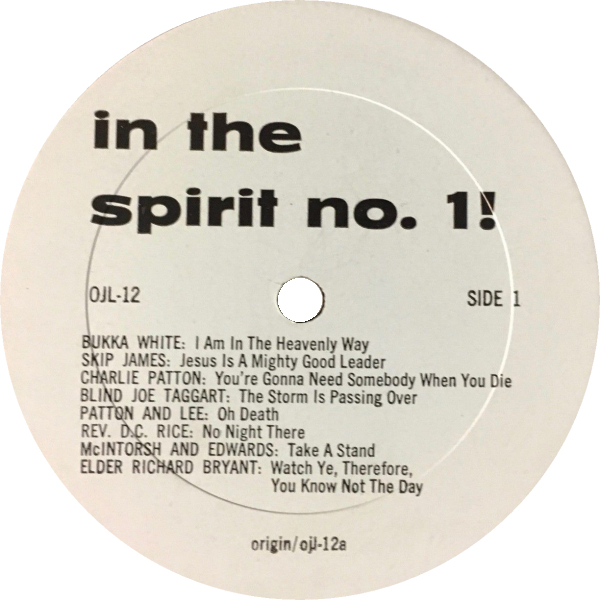 in the
spirit no. 1!
OJL-12 SIDE 1
BUKKA WHITE: I Am In The Heavenly Way
SKIP JAMES: Jesus Is A Mighty Good Leader
CHARLIE PATTON: You're Gonna Need Somebody When You Die
BLIND JOE TAGGART: The Storm Is Passing Over
PATTON AND LEE: Oh Death
REV. D.C. RICE: No Night There
McINTORSH AND EDWARDS: Take A Stand
ELDER RICHARD BRYANT: Watch Ye, Therefore,
You Know Not The Day
origin/ojl-12a